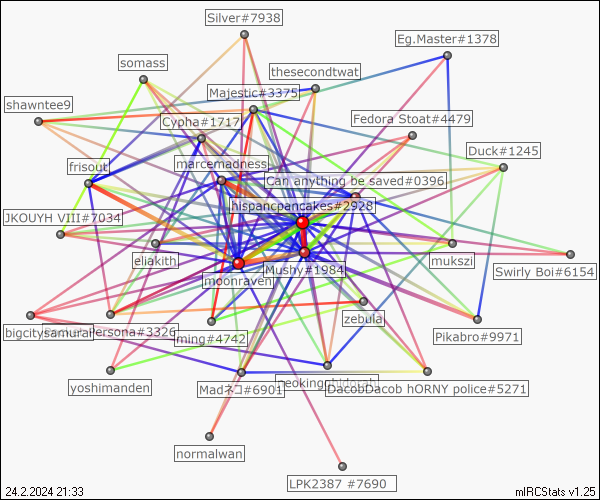 Silver#7938
Eg.Master#1378
somass
thesecondtwat
Majestic#3375
shawntee9
Cypha#1717
Fedora Stoat#4479
Duck#1245
marcemadness
frisout
Can anything be saved#0396
hispancpancakes#2928
JKOUYH VIII#7034
eliakith
mukszi
Mushy#1984
Swirly Boi#6154
moonraven
zebula
bigcitysamurai
Persona#3326
ming#4742
Pikabro#9971
yoshimanden
Madネコ#6901
DacobDacob hORNY police#5271
normalwan
LPK2387 #7690
24.2.2024 21:33
mIRCStats v1.25